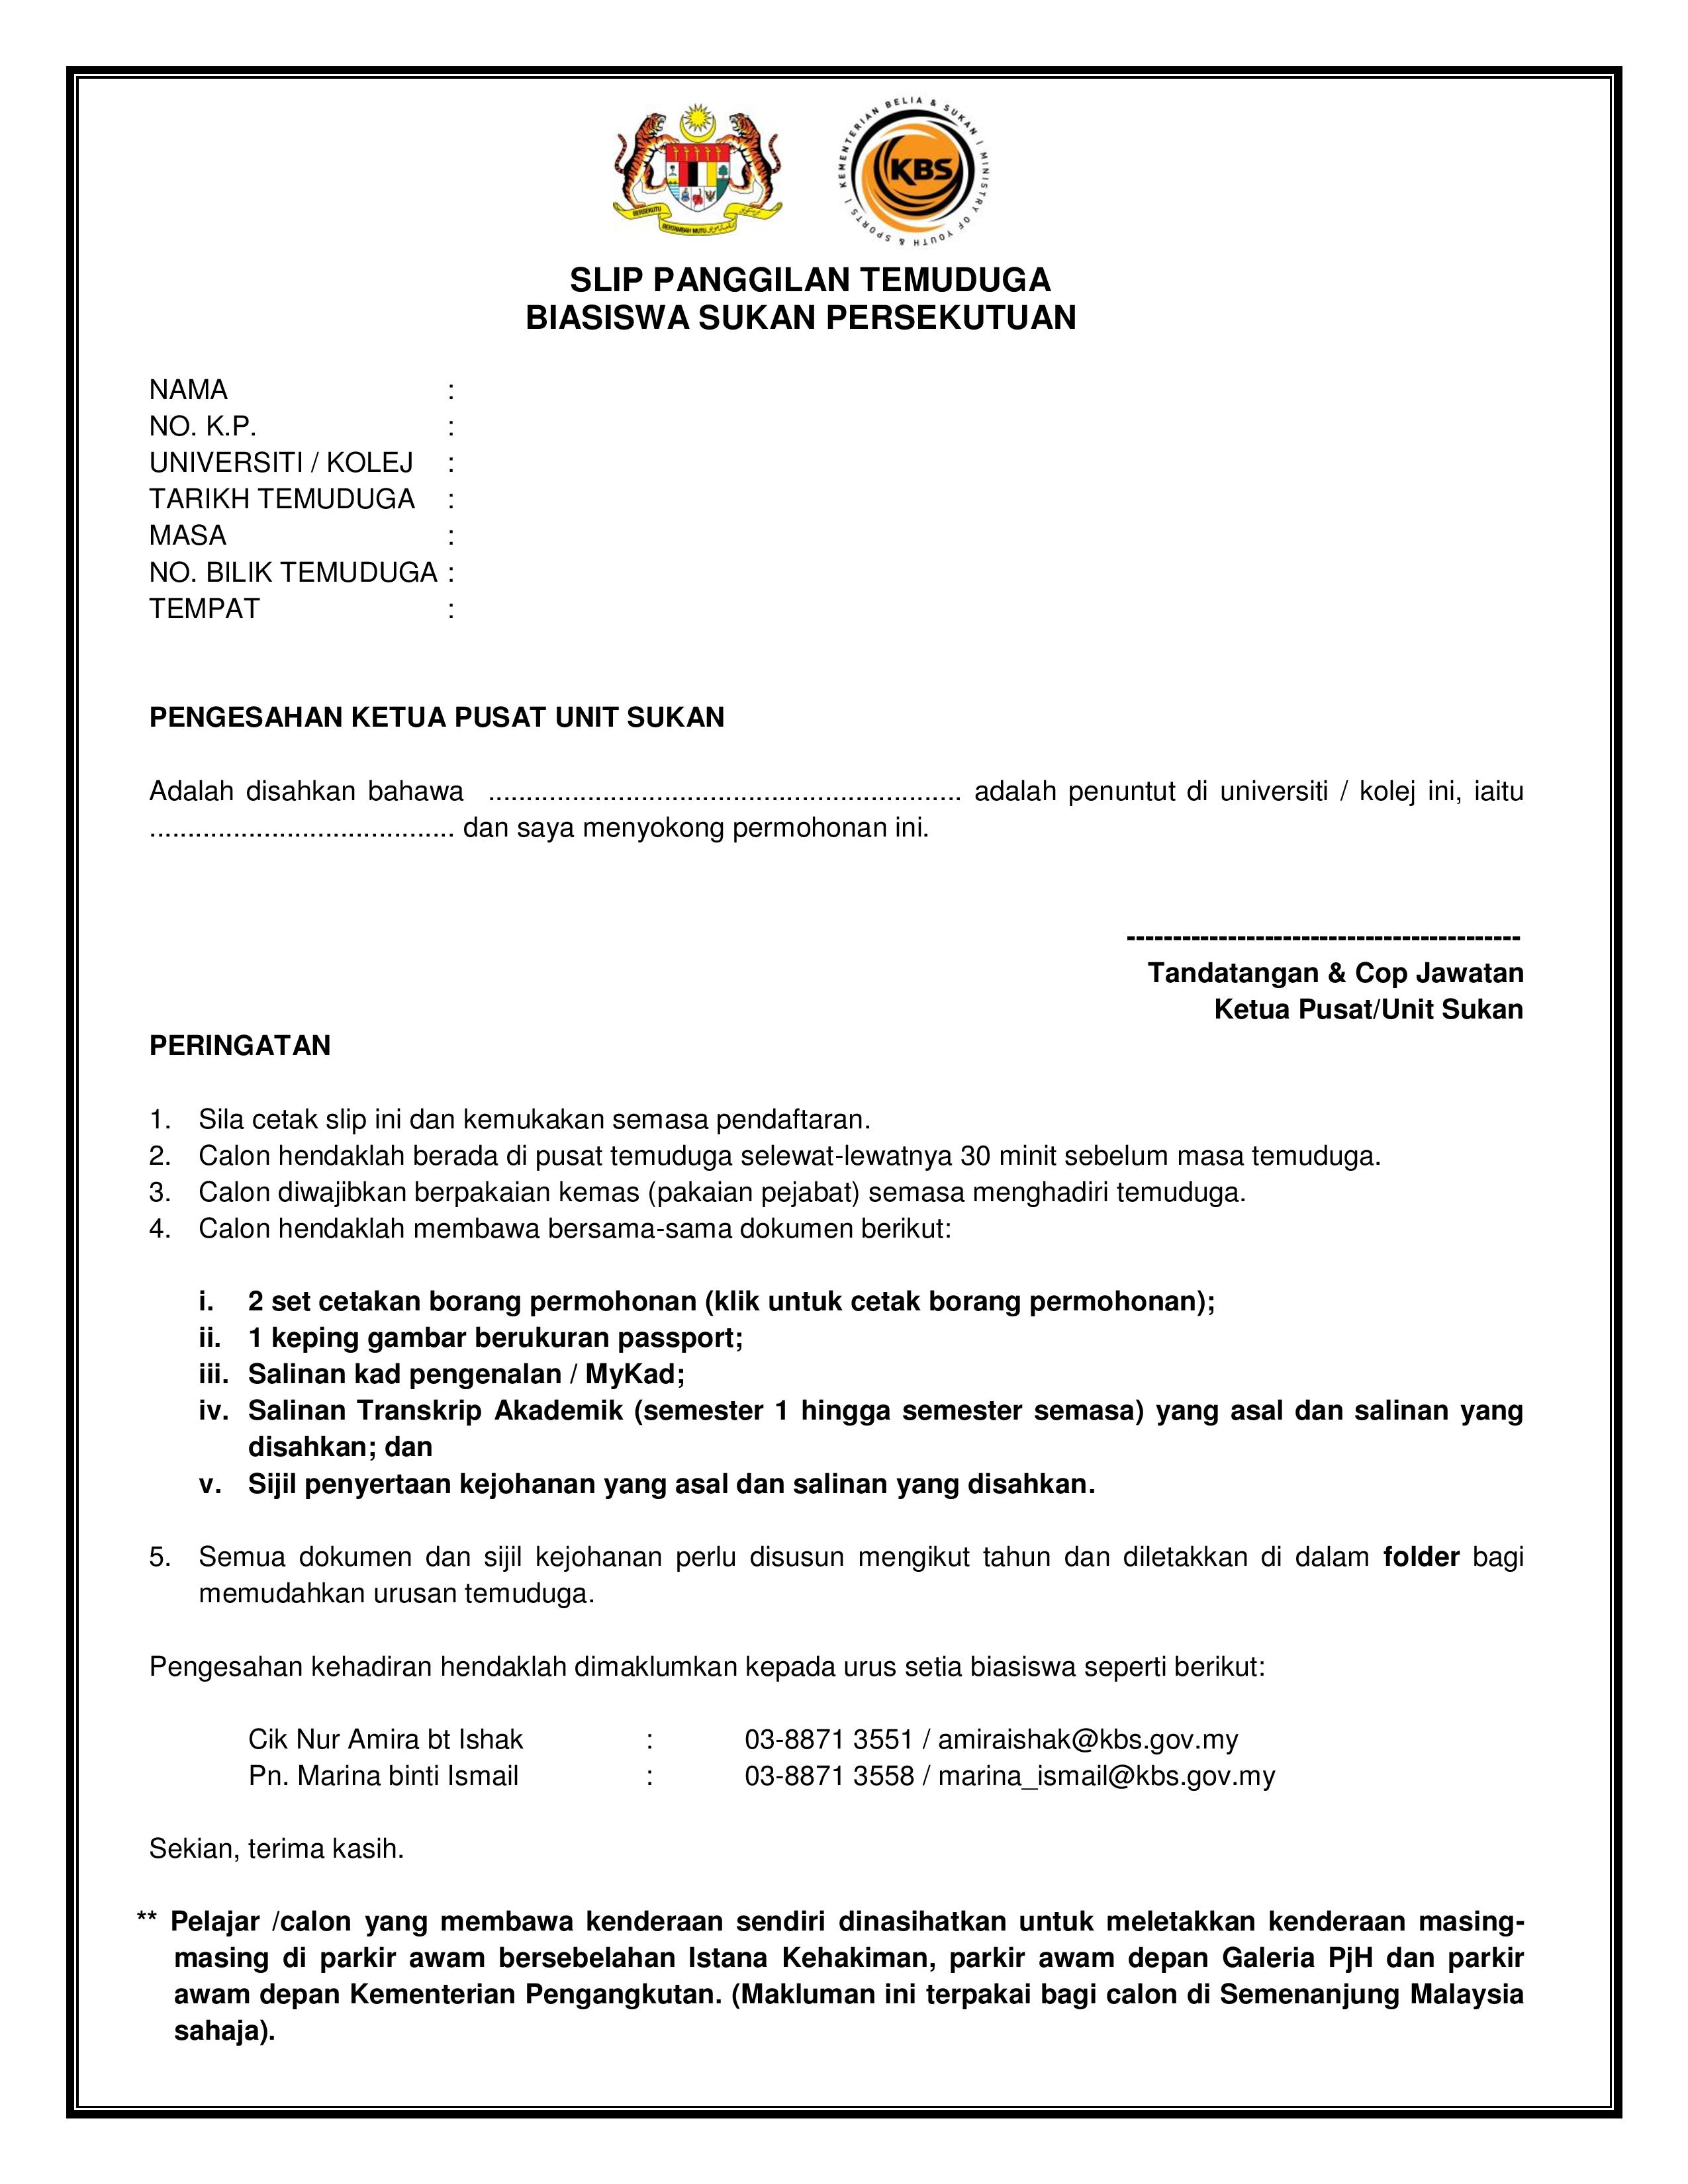 KEMENTERIAN BELIA & SUKAN | MINISTRY OF YOUTH & SPORTS |
KBS
BERSEKUTU
BERTAMBAH MUTU
SLIP PANGGILAN TEMUDUGA
BIASISWA SUKAN PERSEKUTUAN
NAMA :
NO. K.P. :
UNIVERSITI / KOLEJ :
TARIKH TEMUDUGA :
MASA :
NO. BILIK TEMUDUGA :
TEMPAT :
PENGESAHAN KETUA PUSAT UNIT SUKAN
Adalah disahkan bahawa .............................................................. adalah penuntut di universiti / kolej ini, iaitu
........................................ dan saya menyokong permohonan ini.
-------------------------------------------
Tandatangan & Cop Jawatan
Ketua Pusat/Unit Sukan
PERINGATAN
1. Sila cetak slip ini dan kemukakan semasa pendaftaran.
2. Calon hendaklah berada di pusat temuduga selewat-lewatnya 30 minit sebelum masa temuduga.
3. Calon diwajibkan berpakaian kemas (pakaian pejabat) semasa menghadiri temuduga.
4. Calon hendaklah membawa bersama-sama dokumen berikut:
i. 2 set cetakan borang permohonan (klik untuk cetak borang permohonan);
ii. 1 keping gambar berukuran passport;
iii. Salinan kad pengenalan / MyKad;
iv. Salinan Transkrip Akademik (semester 1 hingga semester semasa) yang asal dan salinan yang
disahkan; dan
v. Sijil penyertaan kejohanan yang asal dan salinan yang disahkan.
5. Semua dokumen dan sijil kejohanan perlu disusun mengikut tahun dan diletakkan di dalam folder bagi
memudahkan urusan temuduga.
Pengesahan kehadiran hendaklah dimaklumkan kepada urus setia biasiswa seperti berikut:
Cik Nur Amira bt Ishak : 03-8871 3551 / amiraishak@kbs.gov.my
Pn. Marina binti Ismail : 03-8871 3558 / marina_ismail@kbs.gov.my
Sekian, terima kasih.
** Pelajar /calon yang membawa kenderaan sendiri dinasihatkan untuk meletakkan kenderaan masing-
masing di parkir awam bersebelahan Istana Kehakiman, parkir awam depan Galeria PjH dan parkir
awam depan Kementerian Pengangkutan. (Makluman ini terpakai bagi calon di Semenanjung Malaysia
sahaja).